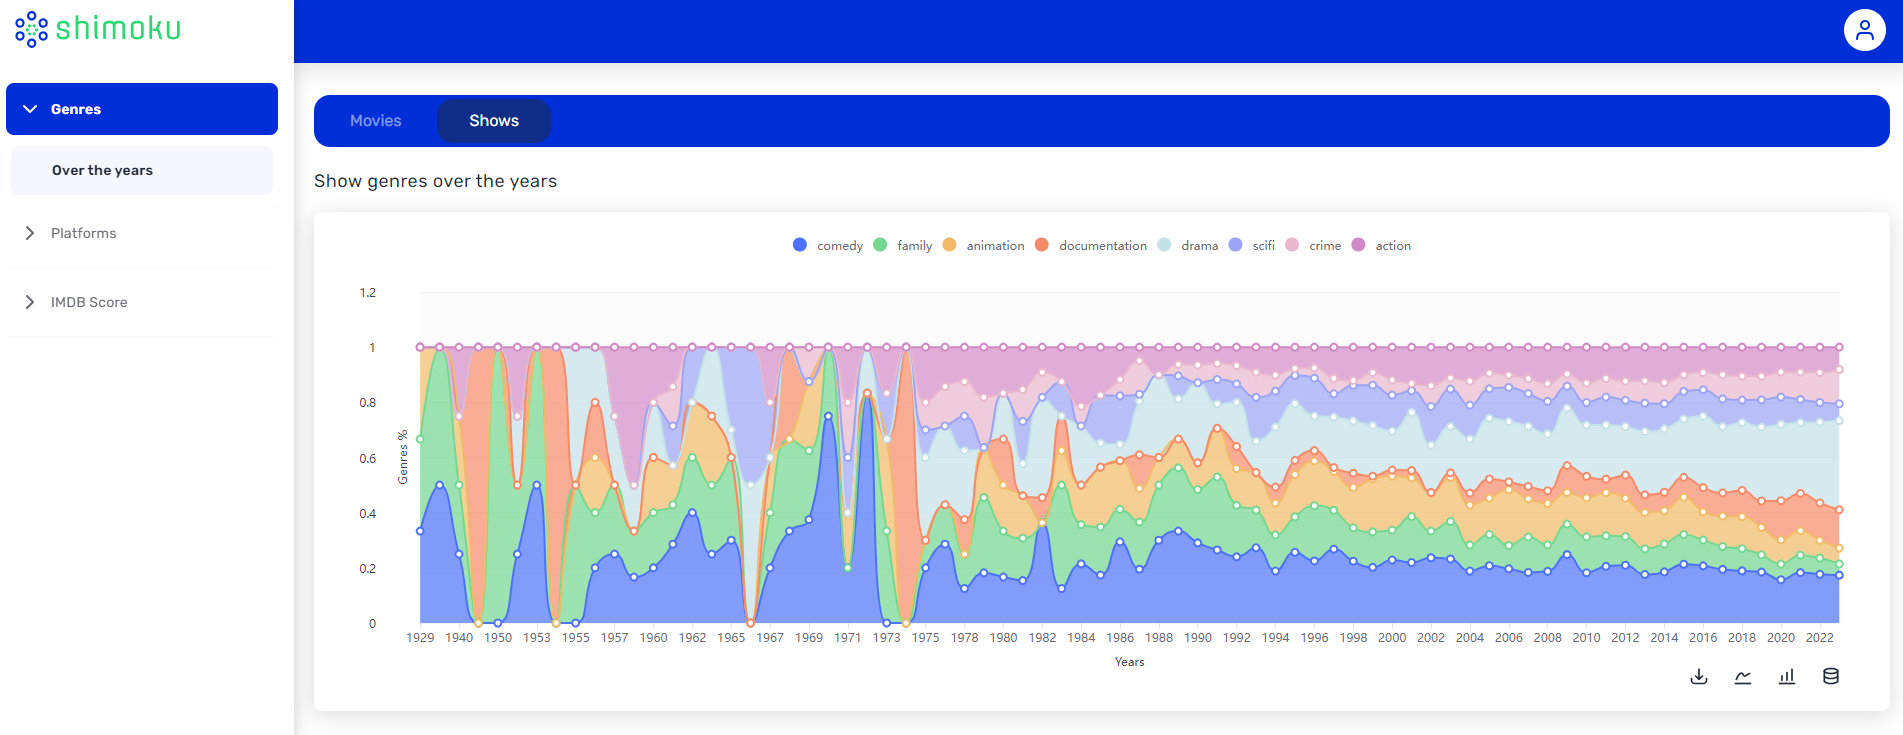 shimoku
Genres
Over the years
Platforms
IMDB Score
Movies Shows
Show genres over the years
comedy family animation documentation drama scifi crime action
1.2
1
0.8
0.6
0.4
0.2
0
Genres %
1929 1940 1950 1953 1955 1957 1960 1962 1965 1967 1969 1971 1973 1975 1978 1980 1982 1984 1986 1988 1990 1992 1994 1996 1998 2000 2002 2004 2006 2008 2010 2012 2014 2016 2018 2020 2022
Years